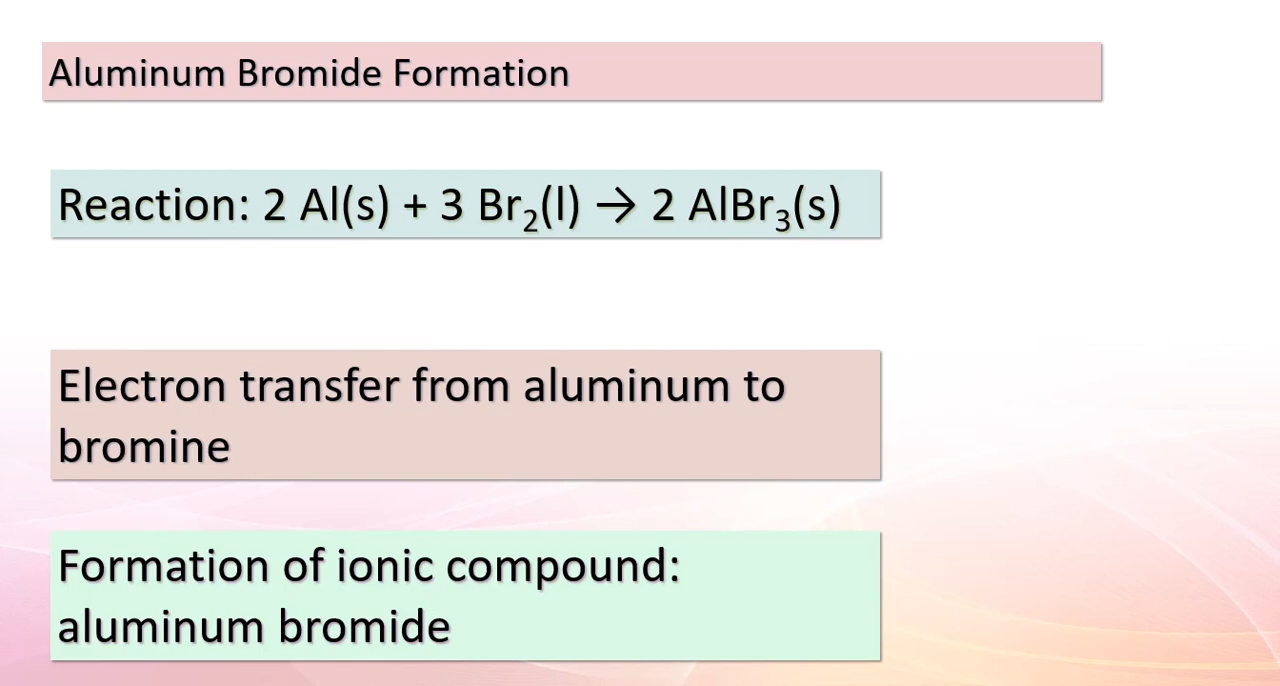 Aluminum Bromide Formation
Reaction: 2 Al(s) + 3 Br₂(l) → 2 AlBr₃(s)
Electron transfer from aluminum to
bromine
Formation of ionic compound:
aluminum bromide